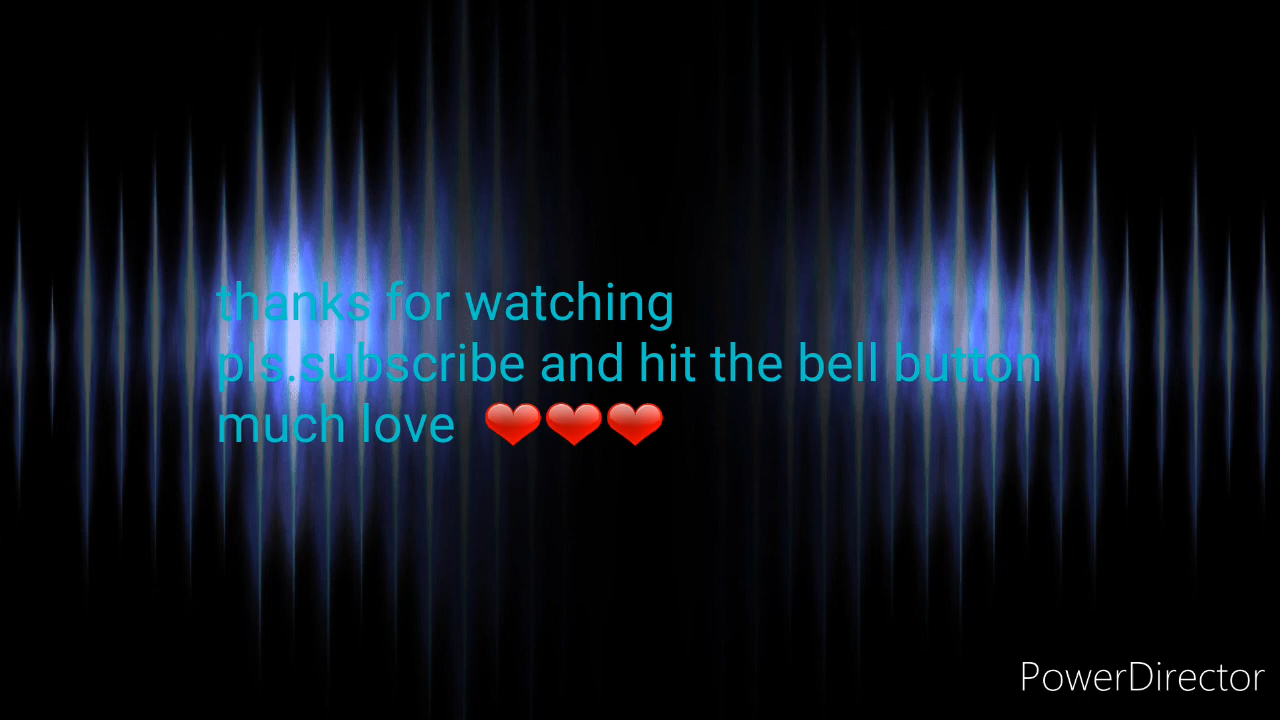 thanks for watching
pls.subscribe and hit the bell button
much love ❤❤❤
PowerDirector